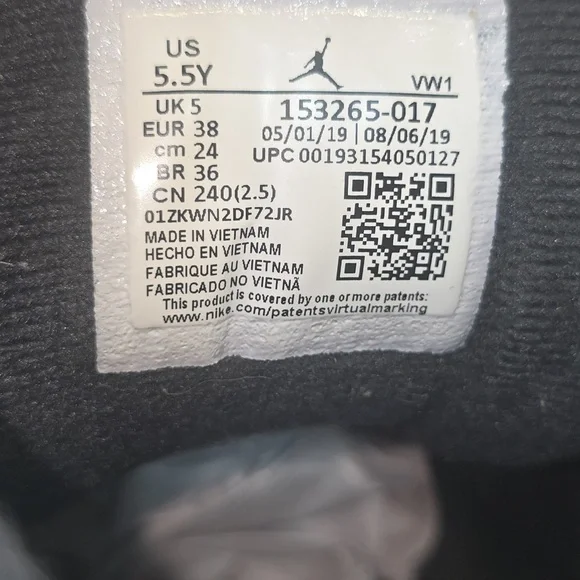 US
5.5Y
VW1
UK 5
153265-017
EUR 38
05/01/19 | 08/06/19
cm 24
UPC 00193154050127
BR 36
CN 240(2.5)
01ZKWN2DF72JR
MADE IN VIETNAM
HECHO EN VIETNAM
FABRIQUE AU VIETNAM
FABRICADO NO VIETNÃ
This product is covered by one or more patents:
www.nike.com/patentsvirtualmarking